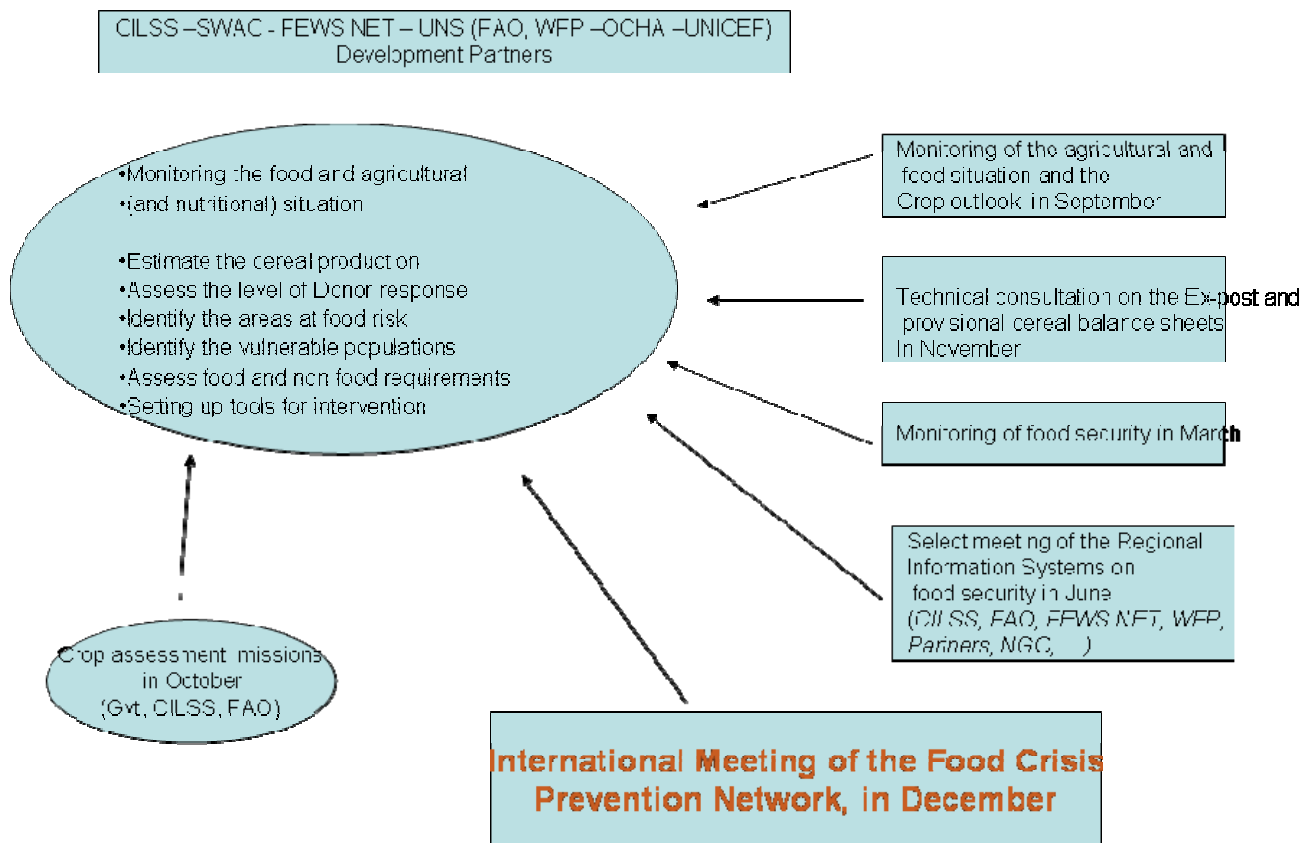 CILSS –SWAC - FEWS NET – UNS (FAO, WFP –OCHA –UNICEF)
Development Partners
•Monitoring the food and agricultural
•(and nutritional) situation
•Estimate the cereal production
•Assess the level of Donor response
•Identify the areas at food risk
•Identify the vulnerable populations
•Assess food and non food requirements
•Setting up tools for intervention
Monitoring of the agricultural and
food situation and the
Crop outlook in September
Technical consultation on the Ex-post and
provisional cereal balance sheets
In November
Monitoring of food security in March
Select meeting of the Regional
Information Systems on
food security in June
(CILSS, FAO, FEWS NET, WFP,
Partners, NGO, ... )
Crop assessment missions
in October
(Gvt, CILSS, FAO)
International Meeting of the Food Crisis
Prevention Network, in December